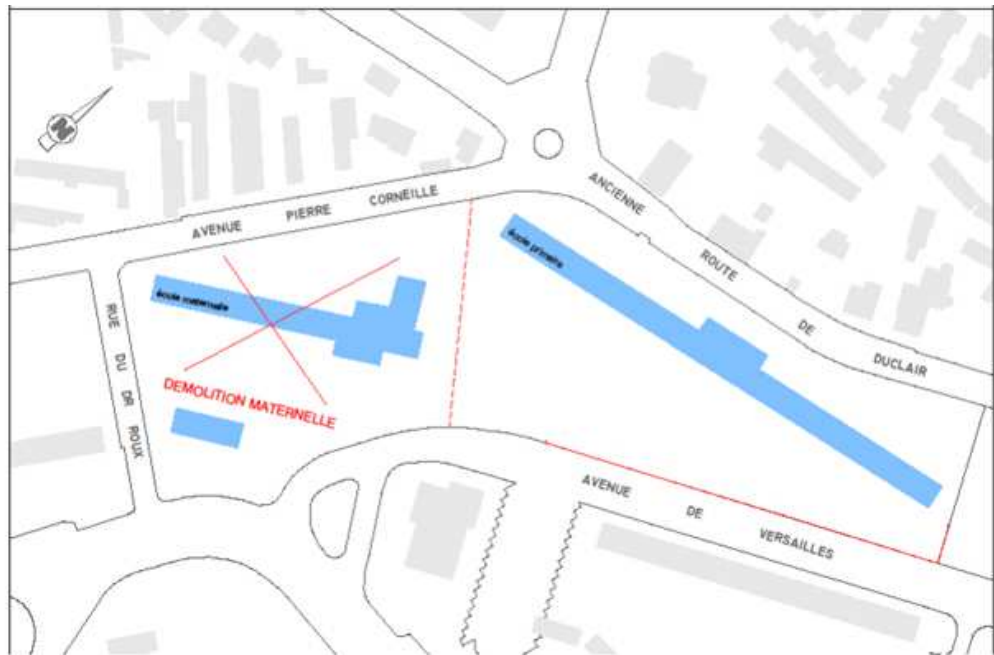 N
AVENUE PIERRE CORNEILLE
ANCIENNE ROUTE DE DUCLAIR
école primaire
école maternelle
RUE DU DR ROUX
DEMOLITION MATERNELLE
AVENUE DE VERSAILLES